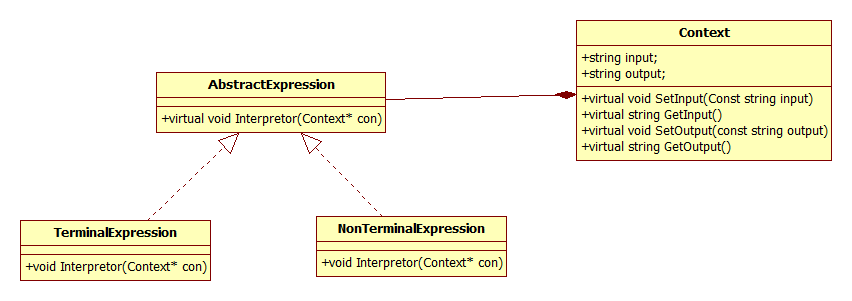 Context
+string input;
+string output;
+virtual void SetInput(Const string input)
+virtual string GetInput()
+virtual void SetOutput(const string output)
+virtual string GetOutput()
AbstractExpression
+virtual void Interpretor(Context* con)
TerminalExpression
+void Interpretor(Context* con)
NonTerminalExpression
+void Interpretor(Context* con)